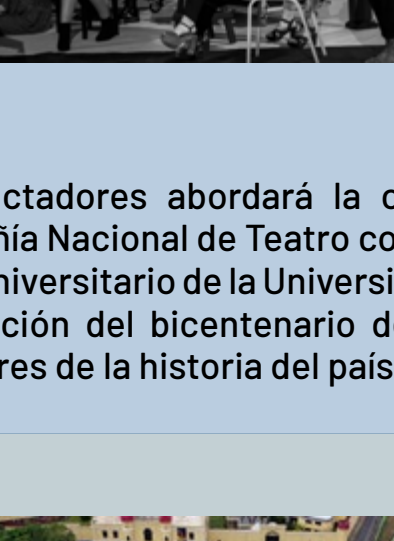 ctadores abordará la
ñía Nacional de Teatro co
niversitario de la Universi
ción del bicentenario d
res de la historia del país